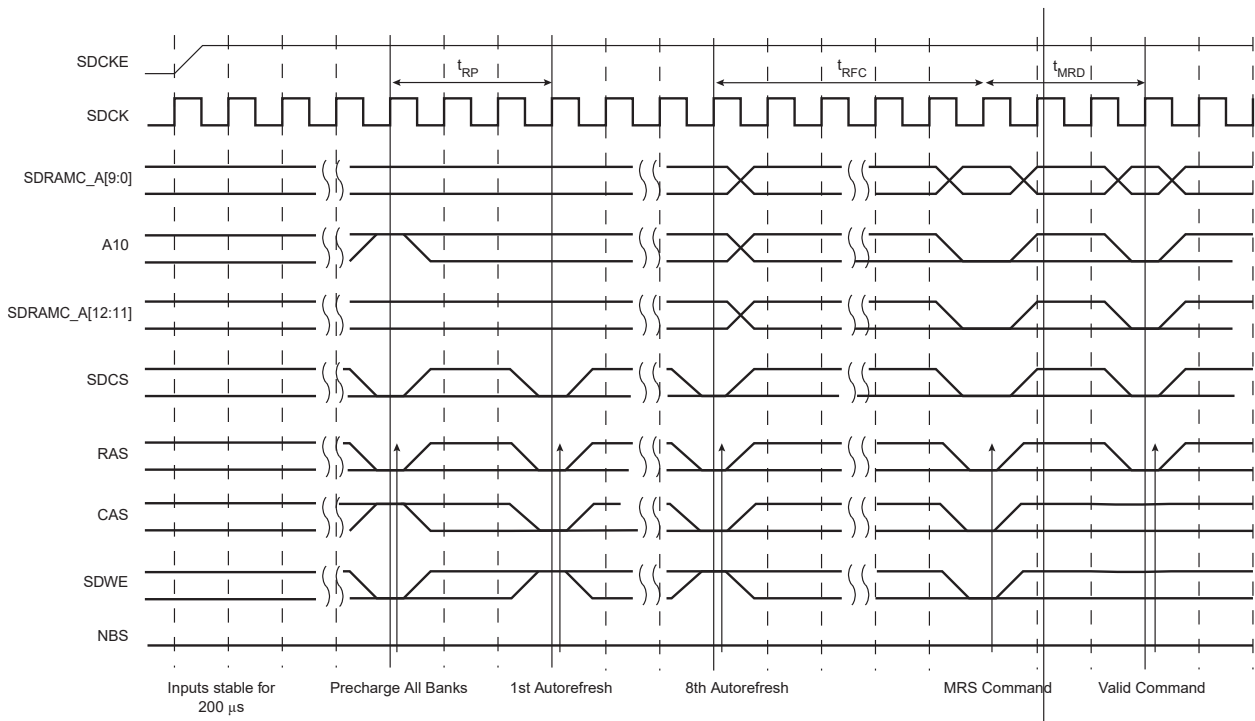 SDCKE
t_RP
t_RFC
t_MRD
SDCK
SDRAMC_A[9:0]
A10
SDRAMC_A[12:11]
SDCS
RAS
CAS
SDWE
NBS
Inputs stable for
200 μs
Precharge All Banks
1st Autorefresh
8th Autorefresh
MRS Command
Valid Command